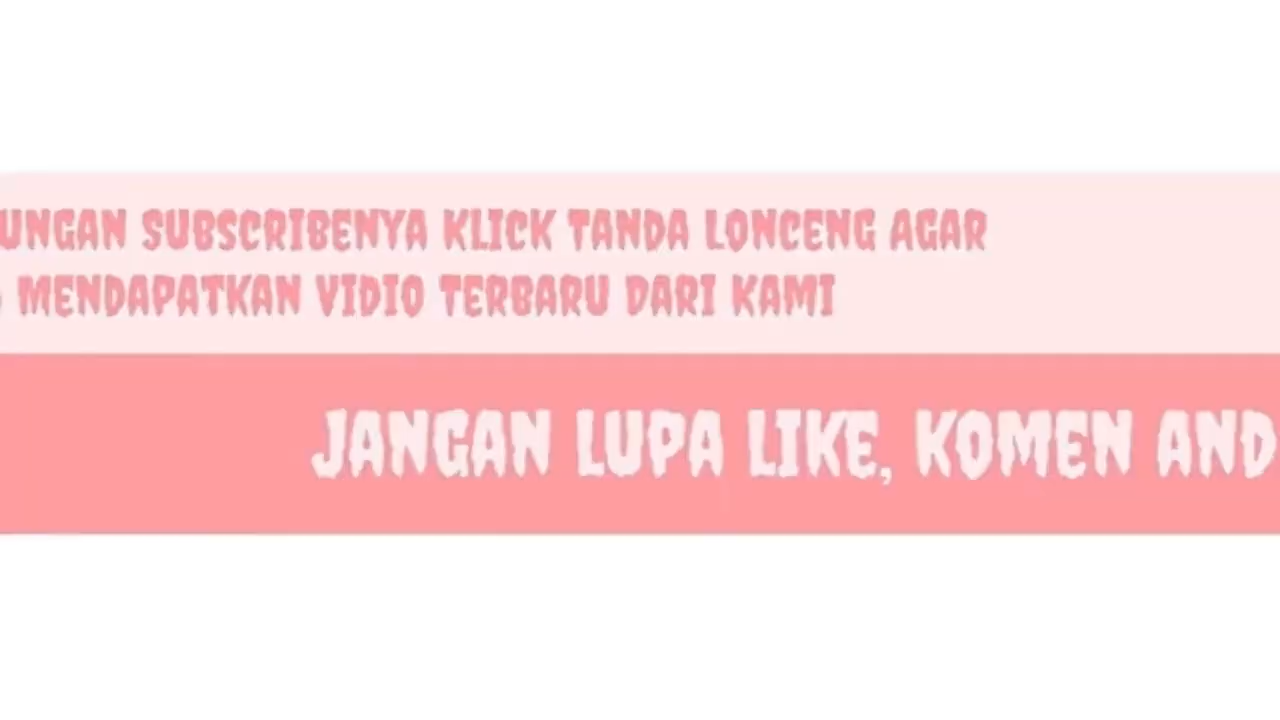 UNGAN SUBSCRIBENYA KLICK TANDA LONCENG AGAR
MENDAPATKAN VIDIO TERBARU DARI KAMI
JANGAN LUPA LIKE, KOMEN AND